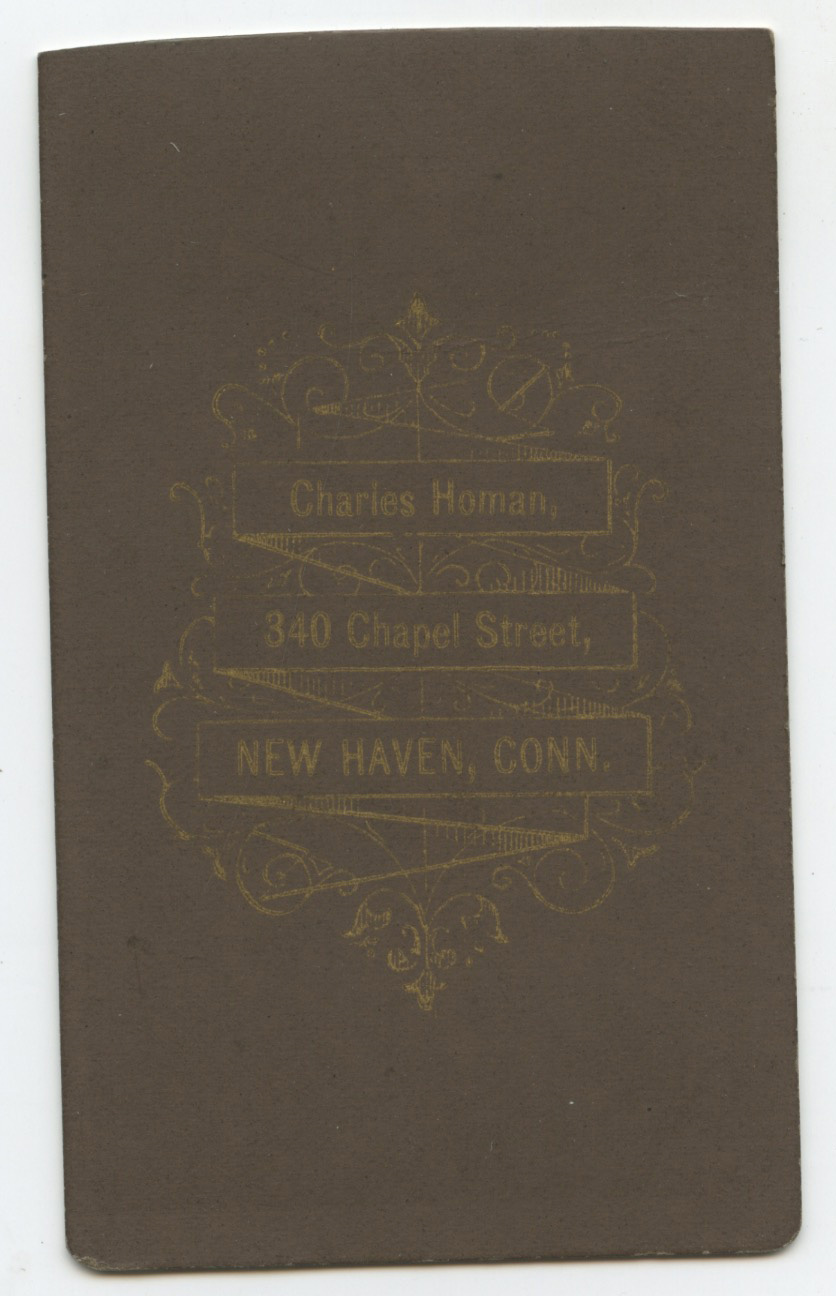 Charles Homan,
340 Chapel Street,
NEW HAVEN, CONN.